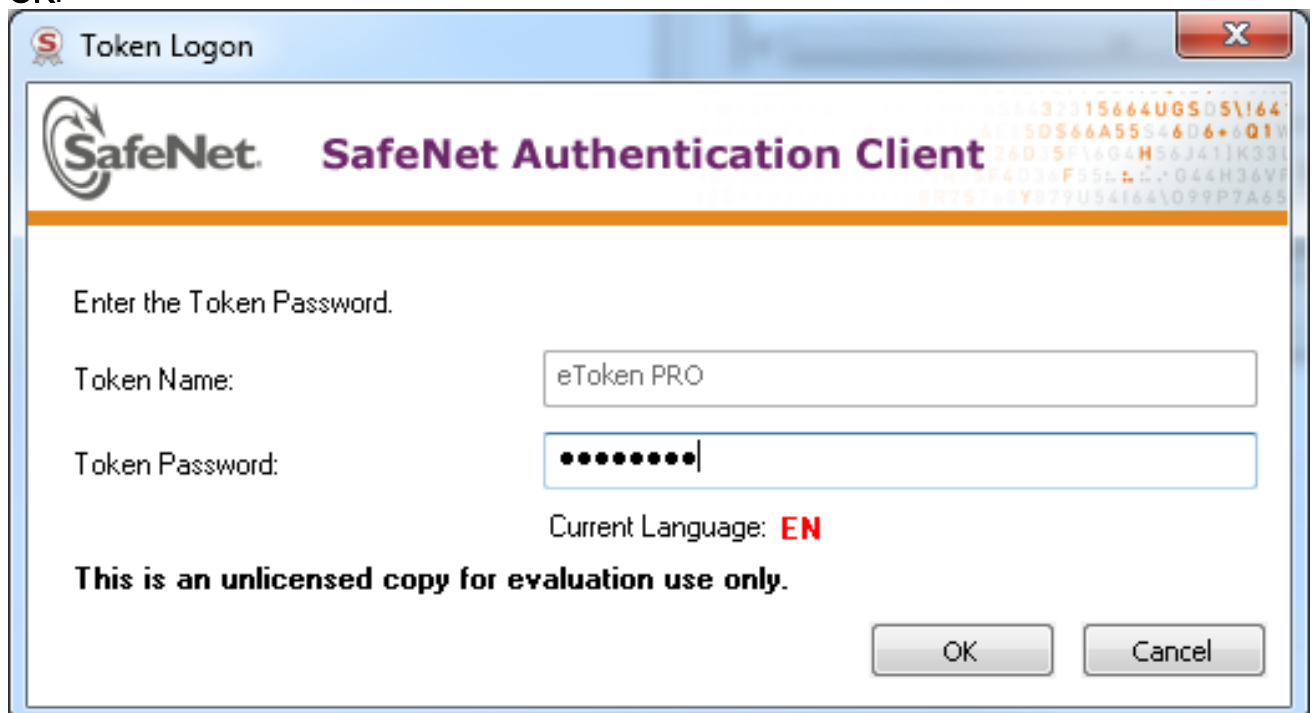 Token Logon
SafeNet. SafeNet Authentication Client
Enter the Token Password.
Token Name: eToken PRO
Token Password: ••••••••
Current Language: EN
This is an unlicensed copy for evaluation use only.
OK Cancel